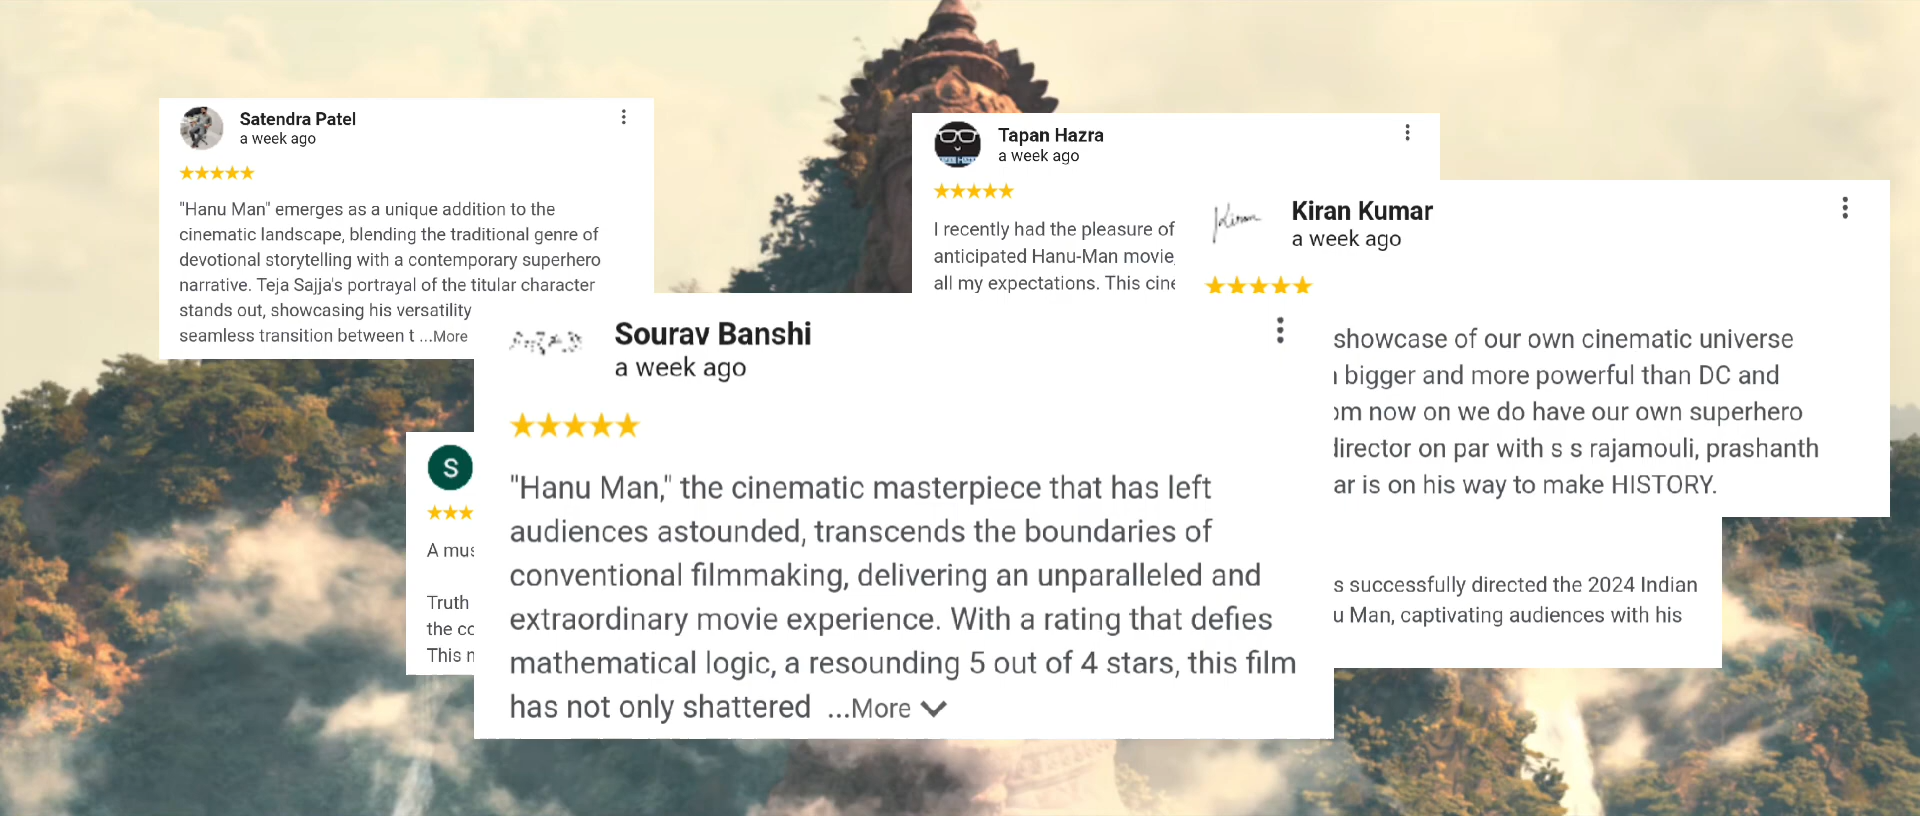 Satendra Patel
a week ago
"Hanu Man" emerges as a unique addition to the
cinematic landscape, blending the traditional genre of
devotional storytelling with a contemporary superhero
narrative. Teja Sajja's portrayal of the titular character
stands out, showcasing his versatility
seamless transition between t ...More
Tapan Hazra
a week ago
I recently had the pleasure of
anticipated Hanu-Man movie,
all my expectations. This
Kiran Kumar
a week ago
showcase of our own cinematic universe
bigger and more powerful than DC and
now on we do have our own superhero
director on par with s s rajamouli, prashanth
is on his way to make HISTORY.
s successfully directed the 2024 Indian
Man, captivating audiences with his
S
A
Truth
the
This
Sourav Banshi
a week ago
"Hanu Man," the cinematic masterpiece that has left
audiences astounded, transcends the boundaries of
conventional filmmaking, delivering an unparalleled and
extraordinary movie experience. With a rating that defies
mathematical logic, a resounding 5 out of 4 stars, this film
has not only shattered ...More